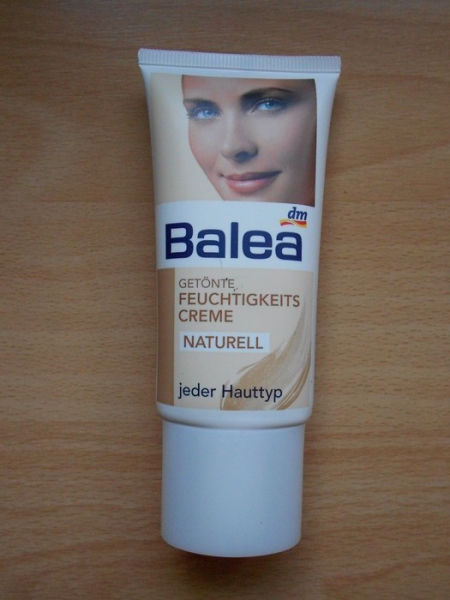 dm
Balea
GETÖNTE
FEUCHTIGKEITS
CREME
NATURELL
jeder Hauttyp